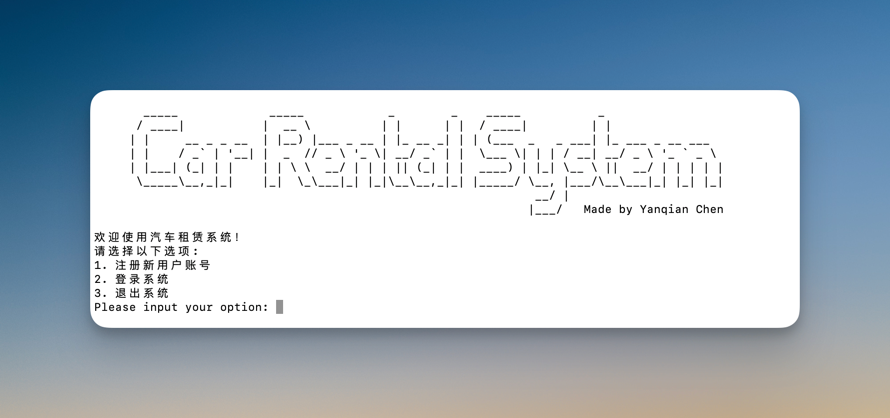 Car Rental System
Made by Yanqian Chen
欢迎使用汽车租赁系统!
请选择以下选项:
1. 注册新用户账号
2. 登录系统
3. 退出系统
Please input your option: